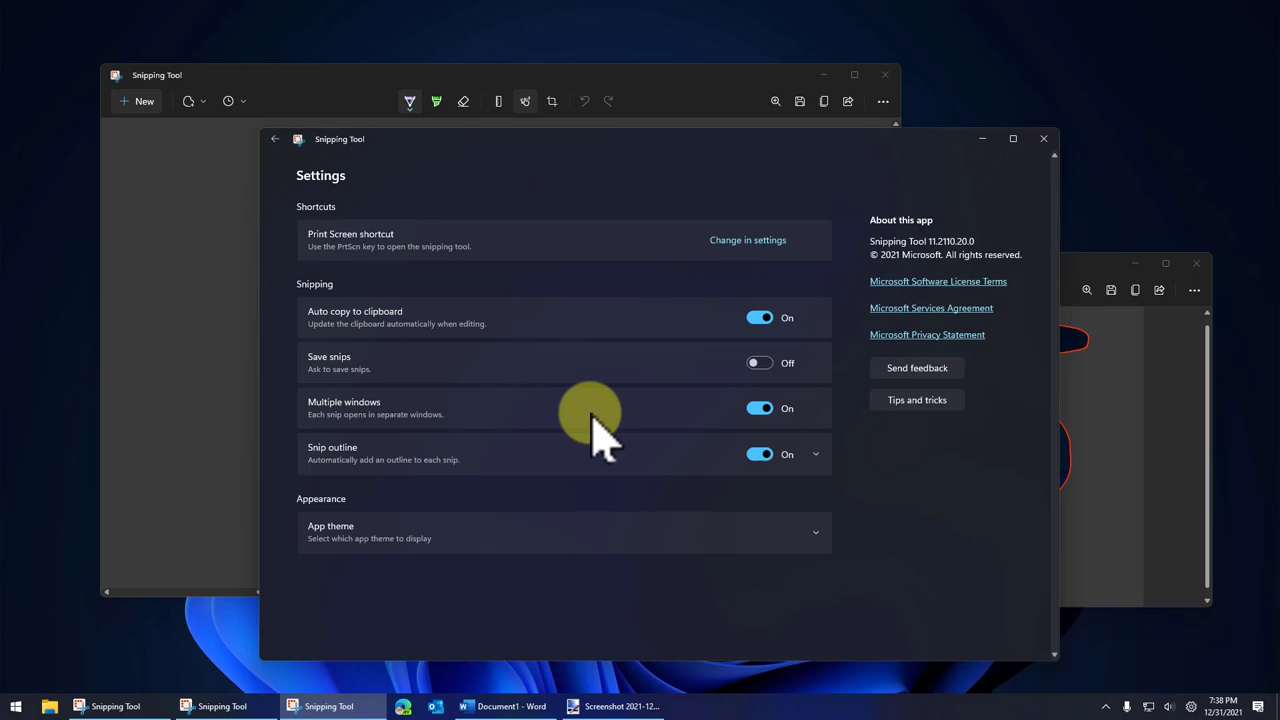 Snipping Tool
New
Snipping Tool
Settings
Shortcuts
Print Screen shortcut
Use the PrtScn key to open the snipping tool.
Change in settings
Snipping
Auto copy to clipboard
Update the clipboard automatically when editing.
On
Save snips
Ask to save snips.
Off
Multiple windows
Each snip opens in separate windows.
On
Snip outline
Automatically add an outline to each snip.
On
Appearance
App theme
Select which app theme to display
About this app
Snipping Tool 11.2110.20.0
© 2021 Microsoft. All rights reserved.
Microsoft Software License Terms
Microsoft Services Agreement
Microsoft Privacy Statement
Send feedback
Tips and tricks
Snipping Tool
Snipping Tool
Snipping Tool
Document1 - Word
Screenshot 2021-12...
7:38 PM
12/31/2021